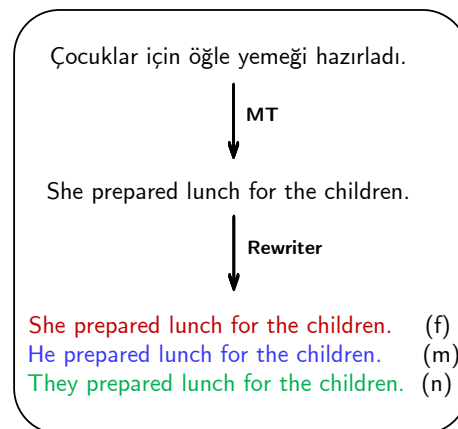 Çocuklar için öğle yemeği hazırladı.
MT
She prepared lunch for the children.
Rewriter
She prepared lunch for the children. (f)
He prepared lunch for the children. (m)
They prepared lunch for the children. (n)